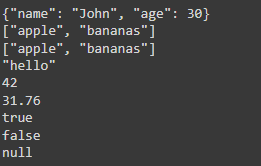 {"name": "John", "age": 30}
["apple", "bananas"]
["apple", "bananas"]
"hello"
42
31.76
true
false
null